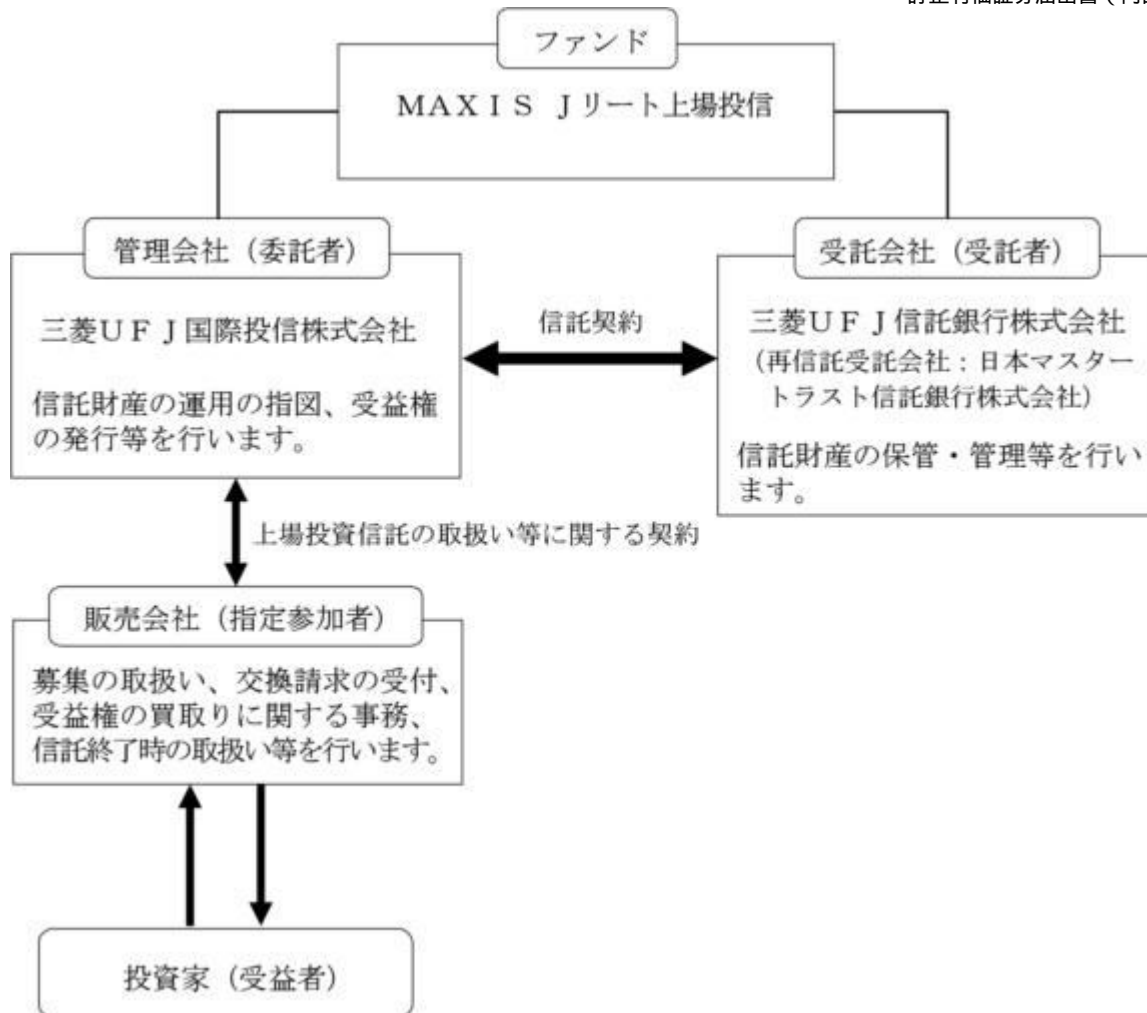 ファンド
MAXIS Jリート上場投信
管理会社（委託者）
三菱UFJ国際投信株式会社
信託財産の運用の指図、受益権
の発行等を行います。
信託契約
受託会社（受託者）
三菱UFJ信託銀行株式会社
（再信託受託会社：日本マスター
トラスト信託銀行株式会社）
信託財産の保管・管理等を行い
ます。
上場投資信託の取扱い等に関する契約
販売会社（指定参加者）
募集の取扱い、交換請求の受付、
受益権の買取りに関する事務、
信託終了時の取扱い等を行います。
投資家（受益者）